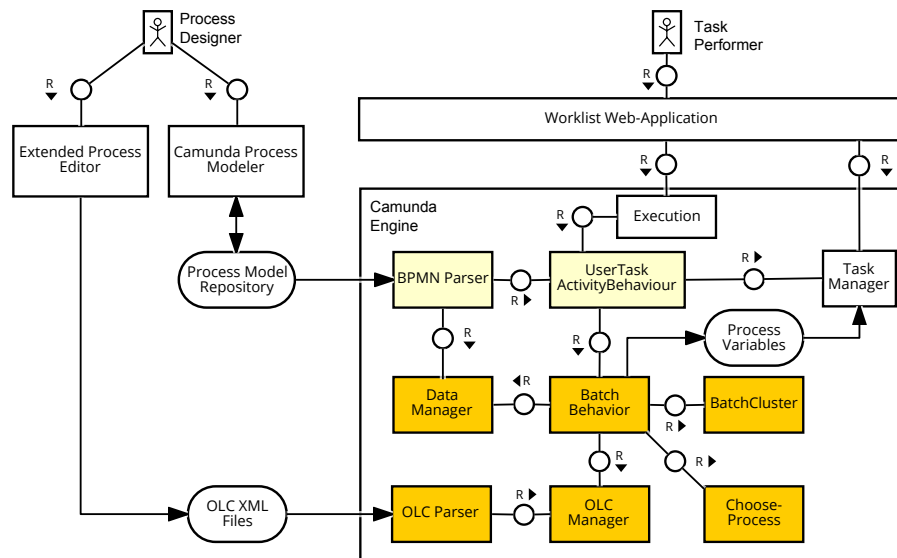 Process
Designer
Task
Performer
R
R
R
Worklist Web-Application
Extended Process
Editor
Camunda Process
Modeler
R
R
Camunda
Engine
Execution
R
Process Model
Repository
BPMN Parser
R
UserTask
ActivityBehaviour
R
Task
Manager
R
R
Process
Variables
Data
Manager
R
Batch
Behavior
R
BatchCluster
R
R
OLC XML
Files
OLC Parser
R
OLC
Manager
Choose-
Process